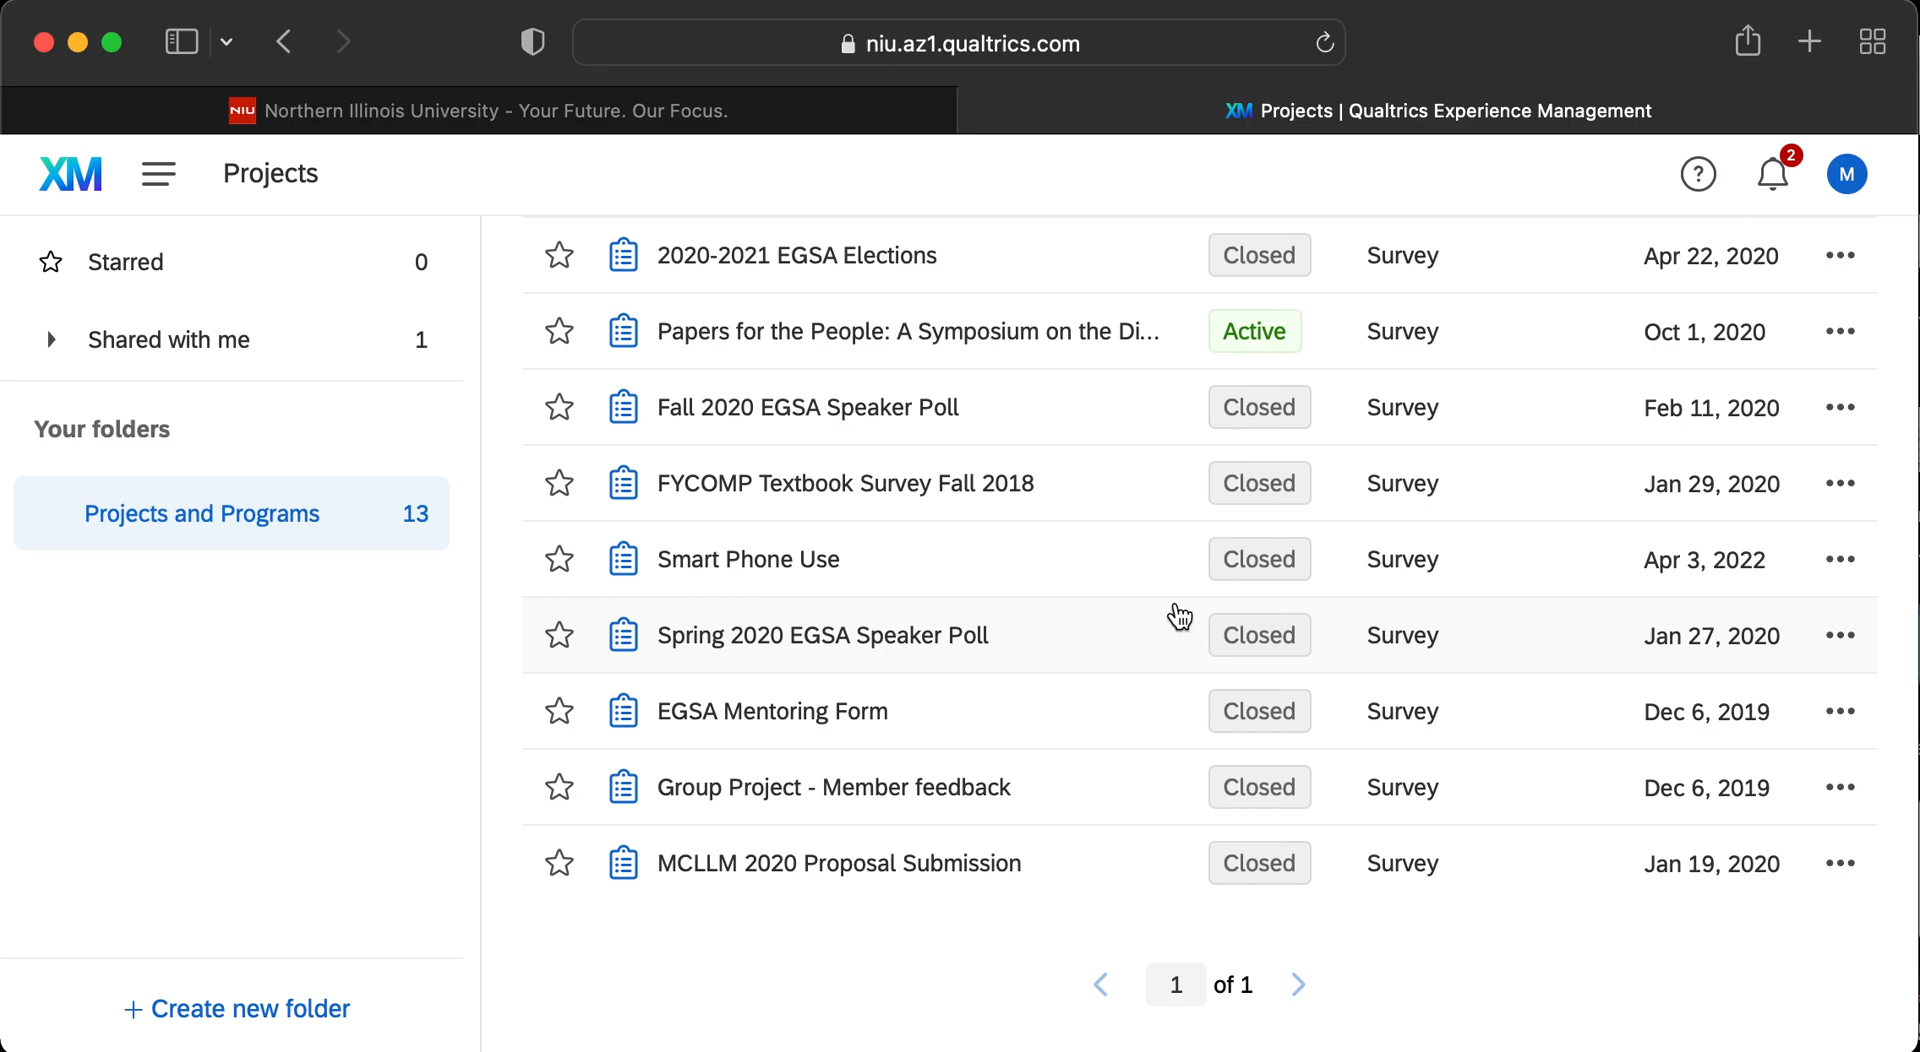 niu.az1.qualtrics.com
NIU Northern Illinois University - Your Future. Our Focus.
XM Projects | Qualtrics Experience Management
XM Projects ? 2 M
Starred 0
Shared with me 1
Your folders
Projects and Programs 13
+ Create new folder
2020-2021 EGSA Elections Closed Survey Apr 22, 2020
Papers for the People: A Symposium on the Di... Active Survey Oct 1, 2020
Fall 2020 EGSA Speaker Poll Closed Survey Feb 11, 2020
FYCOMP Textbook Survey Fall 2018 Closed Survey Jan 29, 2020
Smart Phone Use Closed Survey Apr 3, 2022
Spring 2020 EGSA Speaker Poll Closed Survey Jan 27, 2020
EGSA Mentoring Form Closed Survey Dec 6, 2019
Group Project - Member feedback Closed Survey Dec 6, 2019
MCLLM 2020 Proposal Submission Closed Survey Jan 19, 2020
1 of 1